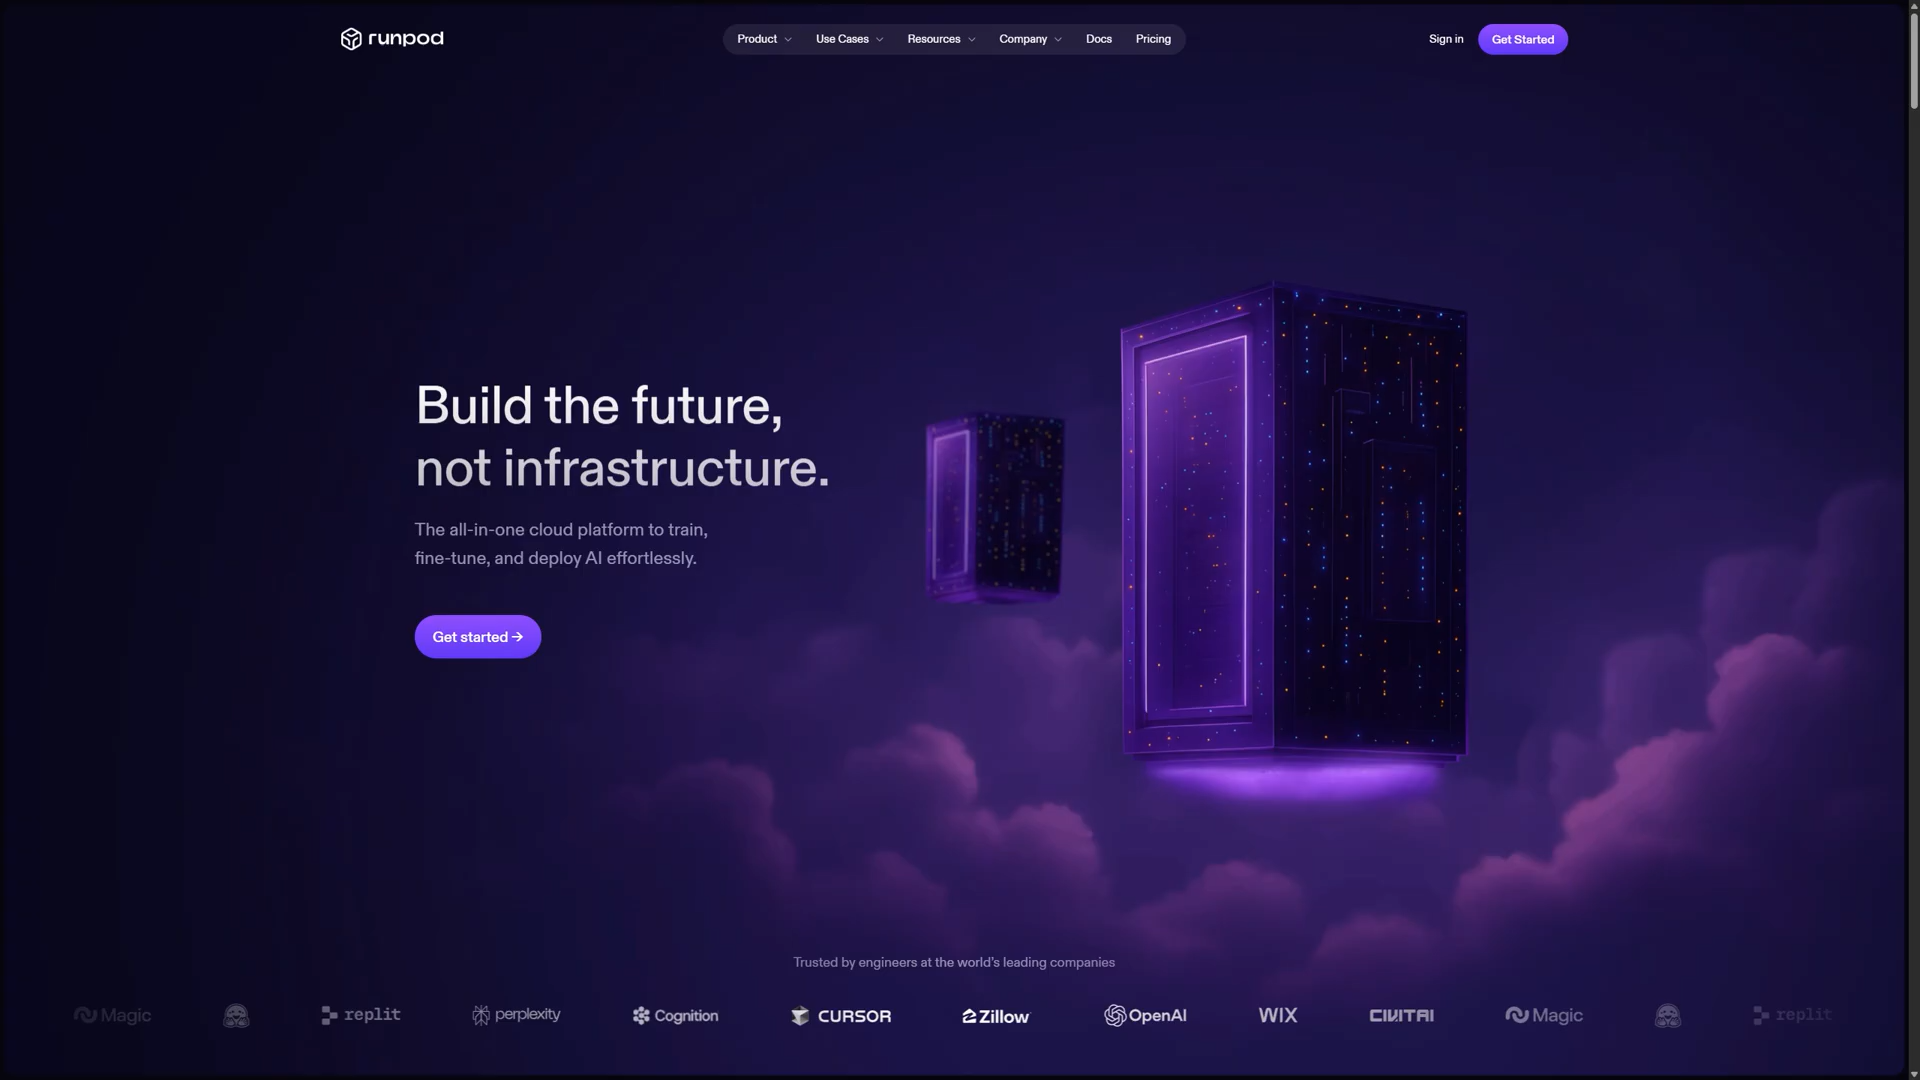 runpod
Product
Use Cases
Resources
Company
Docs
Pricing
Sign in
Get Started
Build the future,
not infrastructure.
The all-in-one cloud platform to train,
fine-tune, and deploy AI effortlessly.
Get started →
Trusted by engineers at the world's leading companies
Magic
replit
perplexity
Cognition
CURSOR
Zillow
OpenAI
WIX
CIVITAI
Magic
replit